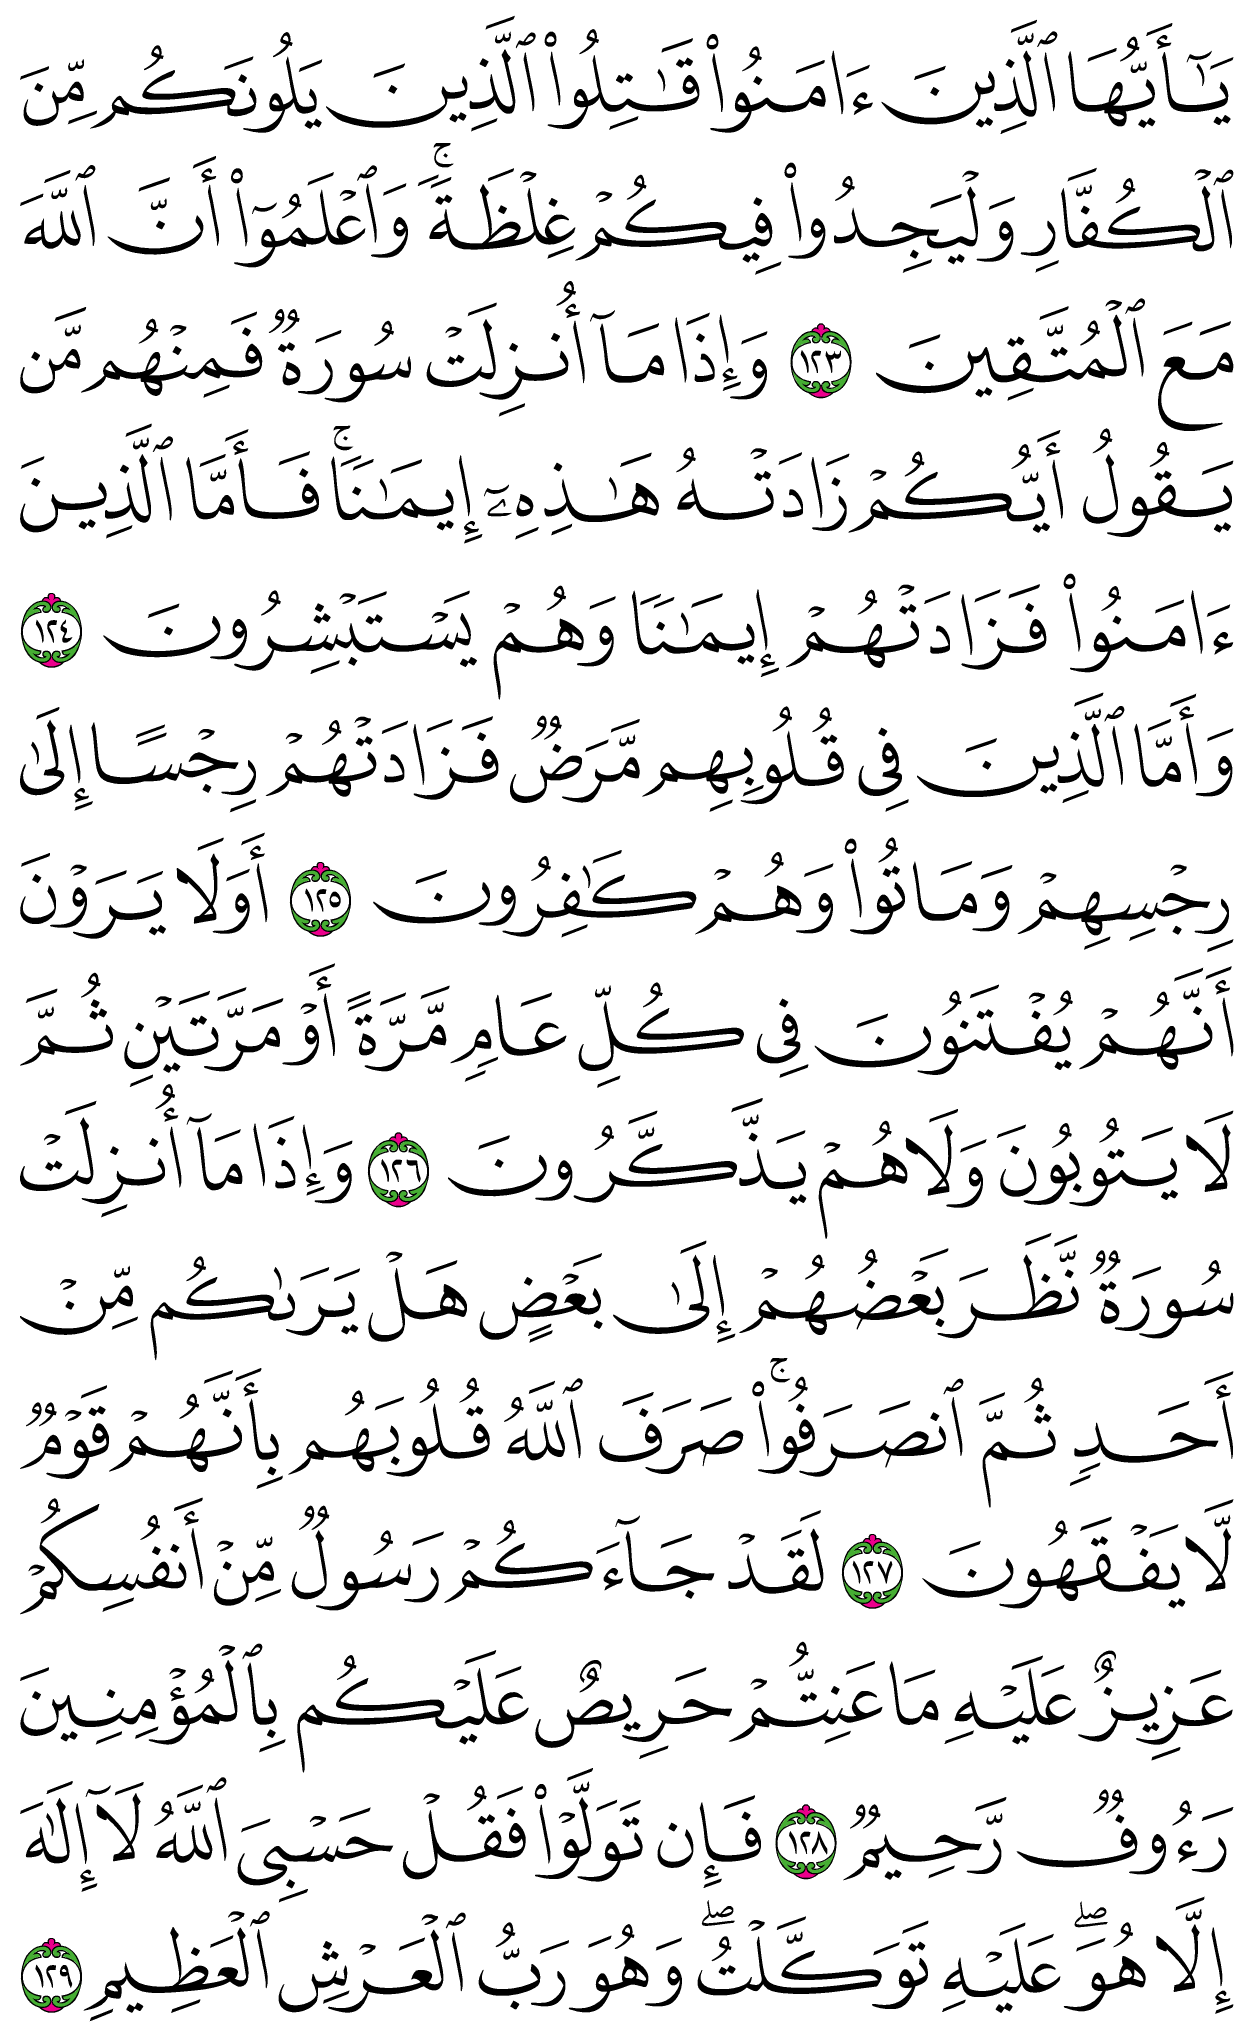 يَـٰٓأَيُّهَا ٱلَّذِينَ ءَامَنُوا۟ قَـٰتِلُوا۟ ٱلَّذِينَ يَلُونَكُم مِّنَ
ٱلْكُفَّارِ وَلْيَجِدُوا۟ فِيكُمْ غِلْظَةً ۚ وَٱعْلَمُوٓا۟ أَنَّ ٱللَّهَ
مَعَ ٱلْمُتَّقِينَ ١٢٣ وَإِذَا مَآ أُنزِلَتْ سُورَةٌ فَمِنْهُم مَّن
يَقُولُ أَيُّكُمْ زَادَتْهُ هَـٰذِهِۦٓ إِيمَـٰنًا ۚ فَأَمَّا ٱلَّذِينَ
ءَامَنُوا۟ فَزَادَتْهُمْ إِيمَـٰنًا وَهُمْ يَسْتَبْشِرُونَ ١٢٤
وَأَمَّا ٱلَّذِينَ فِى قُلُوبِهِم مَّرَضٌ فَزَادَتْهُمْ رِجْسًا إِلَىٰ
رِجْسِهِمْ وَمَاتُوا۟ وَهُمْ كَـٰفِرُونَ ١٢٥ أَوَلَا يَرَوْنَ
أَنَّهُمْ يُفْتَنُونَ فِى كُلِّ عَامٍ مَّرَّةً أَوْ مَرَّتَيْنِ ثُمَّ
لَا يَتُوبُونَ وَلَا هُمْ يَذَّكَّرُونَ ١٢٦ وَإِذَا مَآ أُنزِلَتْ
سُورَةٌ نَّظَرَ بَعْضُهُمْ إِلَىٰ بَعْضٍ هَلْ يَرَىٰكُم مِّنْ
أَحَدٍ ثُمَّ ٱنصَرَفُوا۟ ۚ صَرَفَ ٱللَّهُ قُلُوبَهُم بِأَنَّهُمْ قَوْمٌ
لَّا يَفْقَهُونَ ١٢٧ لَقَدْ جَآءَكُمْ رَسُولٌ مِّنْ أَنفُسِكُمْ
عَزِيزٌ عَلَيْهِ مَا عَنِتُّمْ حَرِيصٌ عَلَيْكُم بِٱلْمُؤْمِنِينَ
رَءُوفٌ رَّحِيمٌ ١٢٨ فَإِن تَوَلَّوْا۟ فَقُلْ حَسْبِىَ ٱللَّهُ لَآ إِلَـٰهَ
إِلَّا هُوَ ۖ عَلَيْهِ تَوَكَّلْتُ ۖ وَهُوَ رَبُّ ٱلْعَرْشِ ٱلْعَظِيمِ ١٢٩